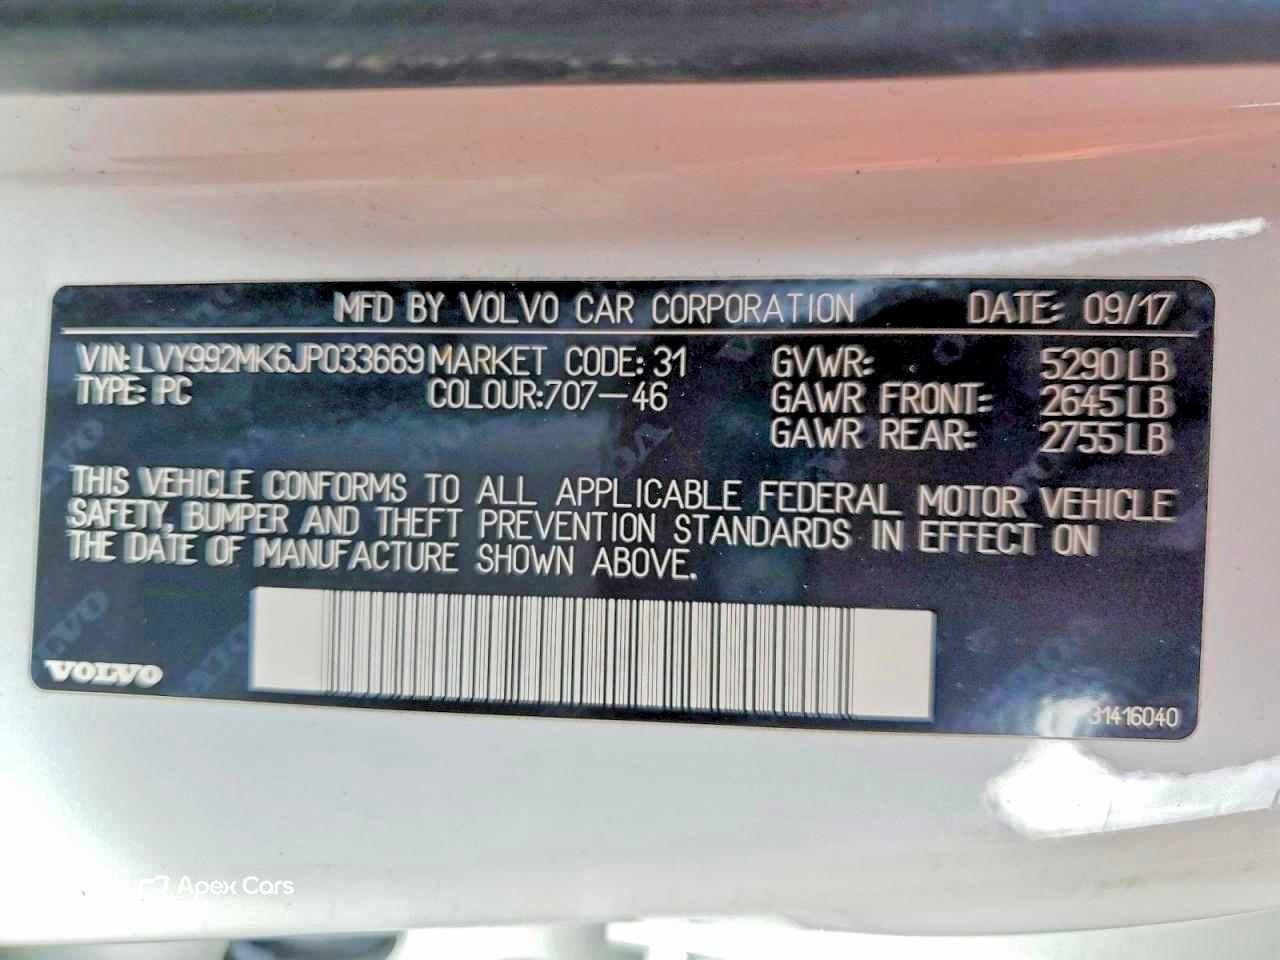 MFD BY VOLVO CAR CORPORATION DATE: 09/17
VIN: LVY992MK6JP033669 MARKET CODE: 31 GVWR: 5290 LB
TYPE: PC COLOUR:707-46 GAWR FRONT: 2645 LB
GAWR REAR: 2755 LB
THIS VEHICLE CONFORMS TO ALL APPLICABLE FEDERAL MOTOR VEHICLE
SAFETY, BUMPER AND THEFT PREVENTION STANDARDS IN EFFECT ON
THE DATE OF MANUFACTURE SHOWN ABOVE.
VOLVO
31416040
Apex Cars